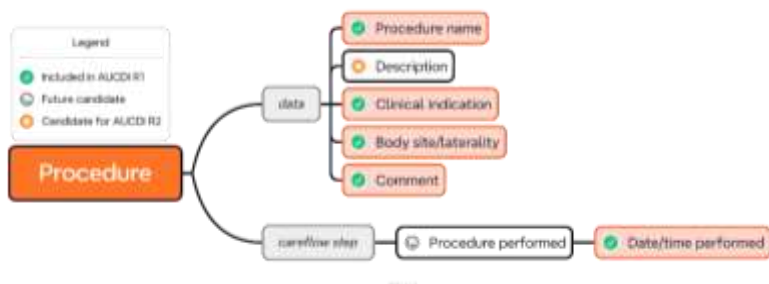 Legend
Included in AUCDI R1
Future candidate
Candidate for AUCDI R2
Procedure
data
Procedure name
Description
Clinical indication
Body site/laterality
Comment
careflow step
Procedure performed
Date/time performed